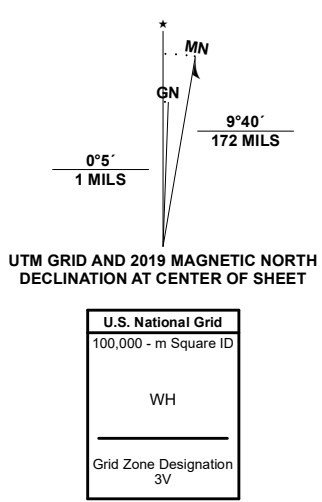 ★
MN
GN
9°40´
172 MILS
0°5´
1 MILS
UTM GRID AND 2019 MAGNETIC NORTH
DECLINATION AT CENTER OF SHEET
U.S. National Grid
100,000 - m Square ID
WH
Grid Zone Designation
3V